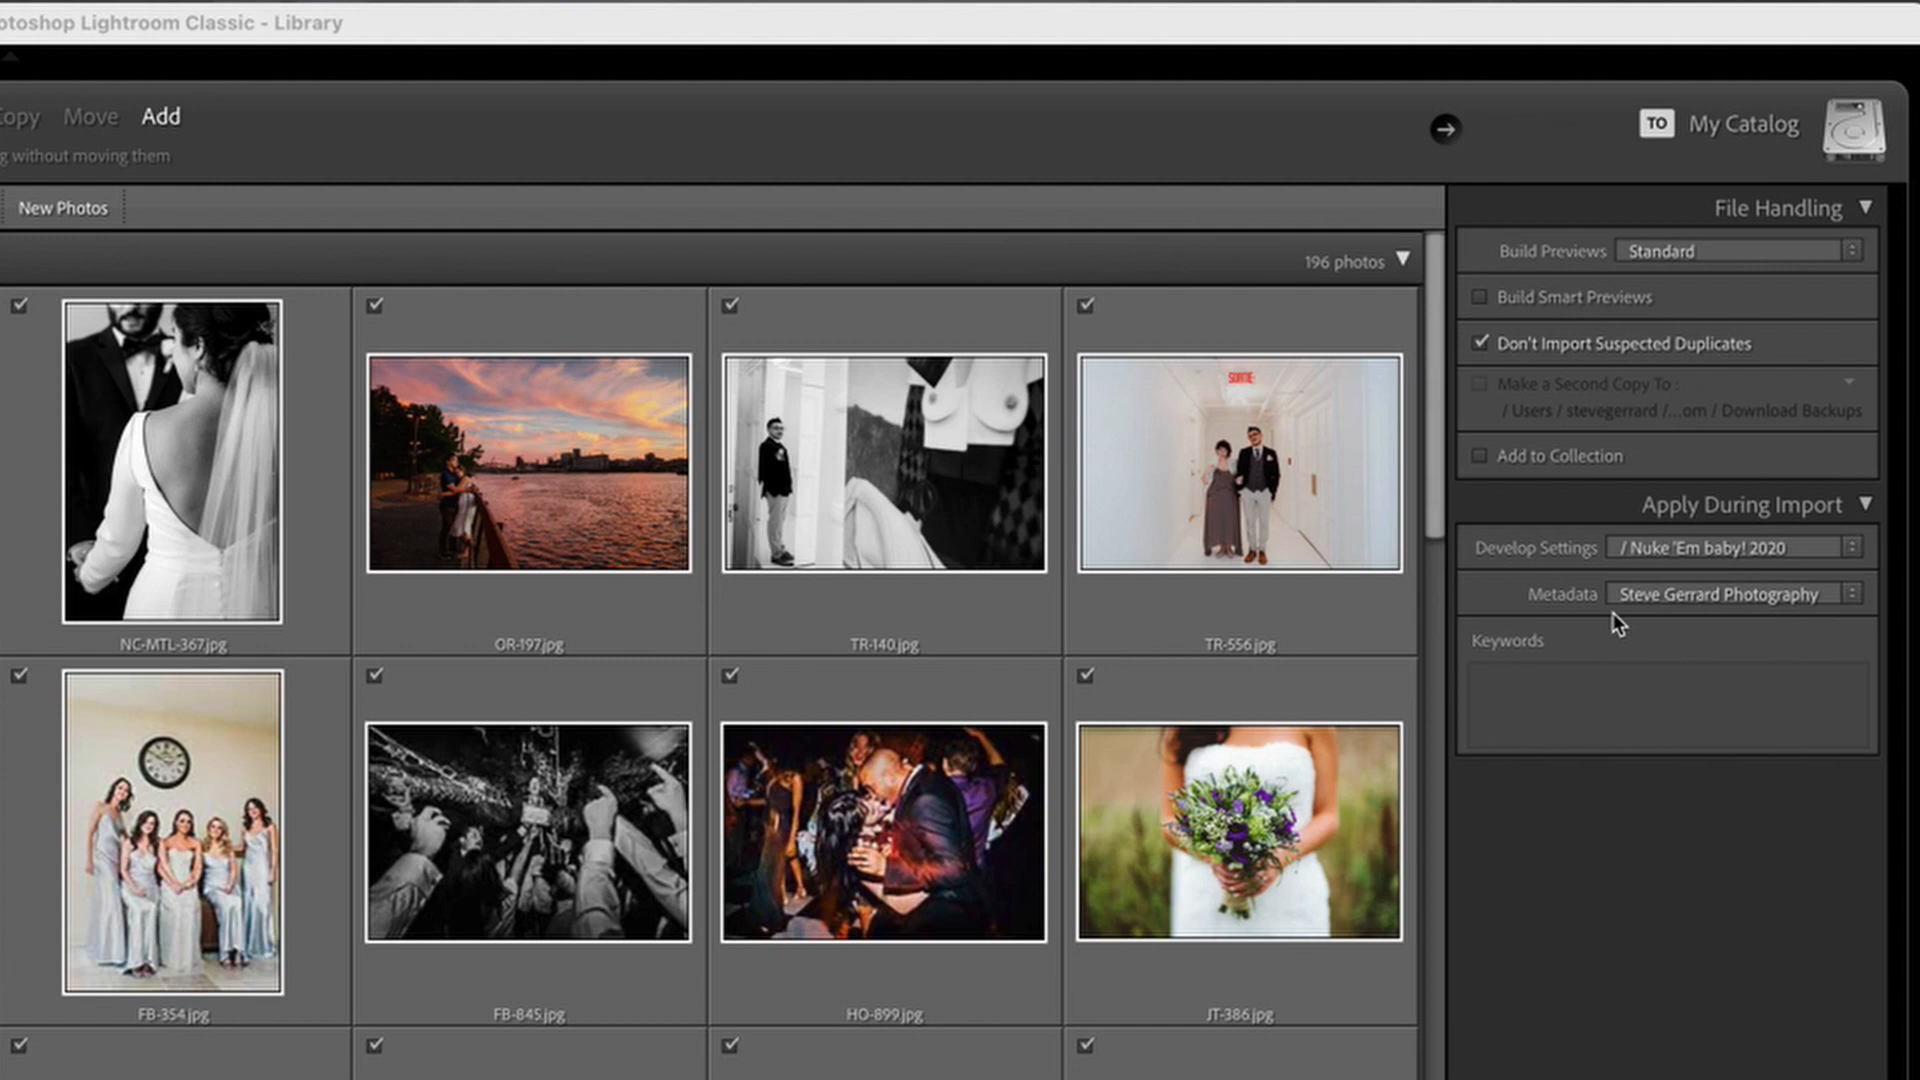 otoshop Lightroom Classic - Library
Copy Move Add
TO My Catalog
g without moving them
New Photos
File Handling
196 photos
Build Previews Standard
Build Smart Previews
Don't Import Suspected Duplicates
Make a Second Copy To :
/ Users / stevegerrard /...om / Download Backups
Add to Collection
SORTIE
Apply During Import
Develop Settings / Nuke 'Em baby! 2020
Metadata Steve Gerrard Photography
Keywords
NC-MTL-367.jpg OR-197.jpg TR-140.jpg TR-556.jpg
FB-354.jpg FB-845.jpg HO-899.jpg JT-386.jpg